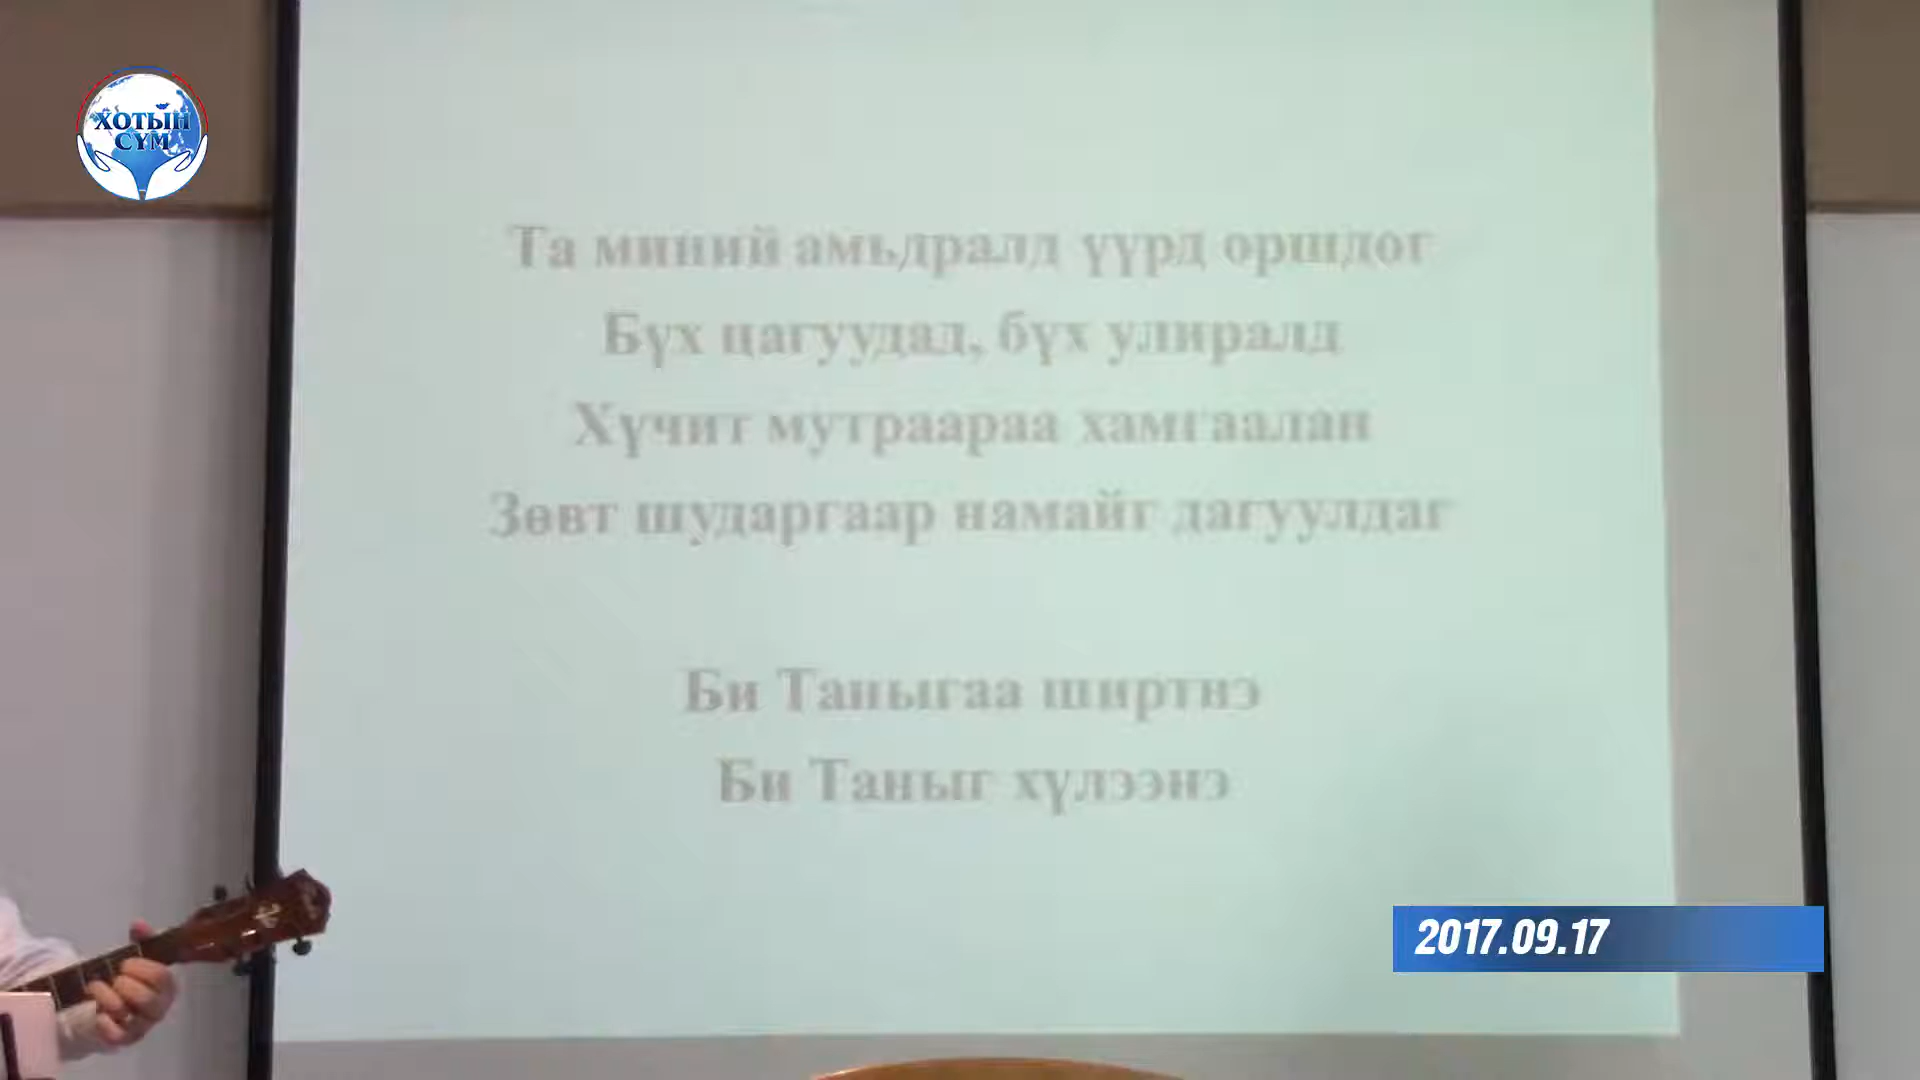 ХОТЫН
СҮМ
Та миний амьдралд үүрд оршдог
Бүх цагуудад, бүх улиралд
Хүчит мутраараа хамгаалан
Зөвт шударгаар намайг дагуулдаг
Би Таныгаа ширтнэ
Би Таныг хүлээнэ
2017.09.17